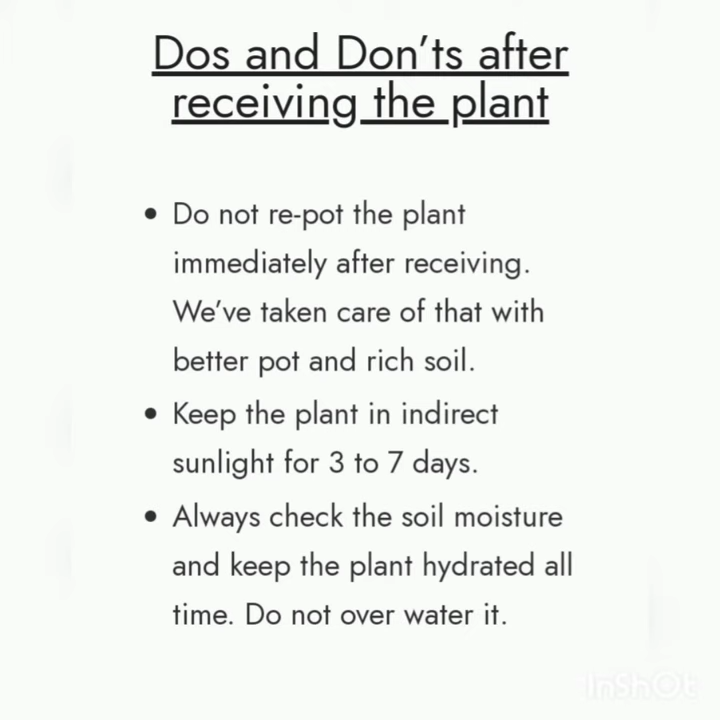 Dos and Don'ts after
receiving the plant
• Do not re-pot the plant
immediately after receiving.
We've taken care of that with
better pot and rich soil.
• Keep the plant in indirect
sunlight for 3 to 7 days.
• Always check the soil moisture
and keep the plant hydrated all
time. Do not over water it.
InShOt